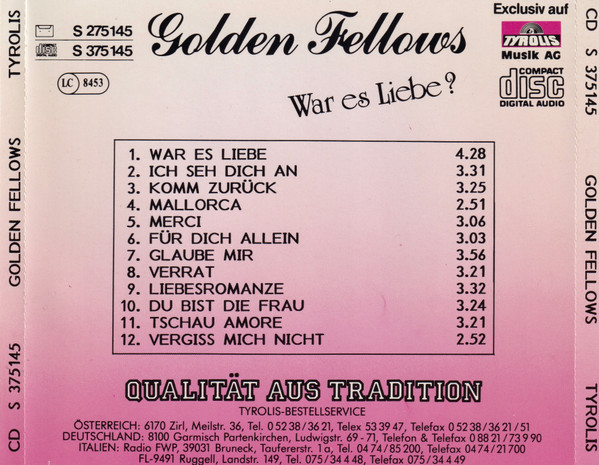 S 275145
S 375145
LC 8453
Golden Fellows
War es Liebe?
Exclusiv auf
TYROLIS
Musik AG
COMPACT
disc
DIGITAL AUDIO
1. WAR ES LIEBE 4.28
2. ICH SEH DICH AN 3.31
3. KOMM ZURÜCK 3.25
4. MALLORCA 2.51
5. MERCI 3.06
6. FÜR DICH ALLEIN 3.03
7. GLAUBE MIR 3.56
8. VERRAT 3.21
9. LIEBESROMANZE 3.32
10. DU BIST DIE FRAU 3.24
11. TSCHAU AMORE 3.21
12. VERGISS MICH NICHT 2.52
QUALITÄT AUS TRADITION
TYROLIS-BESTELLSERVICE
ÖSTERREICH: 6170 Zirl, Meilstr. 36, Tel. 0 52 38 / 36 21, Telex 53 39 47, Telefax 0 52 38 / 36 21 / 51
DEUTSCHLAND: 8100 Garmisch Partenkirchen, Ludwigstr. 69 - 71, Telefon & Telefax 0 88 21 / 7 39 90
ITALIEN: Radio FWP, 39031 Bruneck, Taufererstr. 1 a, Tel. 04 74 / 85 200, Telefax 04 74 / 21 700
FL-9491 Ruggell, Landstr. 149, Tel. 075 / 3 44 48, Telefax 075 / 3 44 49
CD S 375145 GOLDEN FELLOWS TYROLIS
CD S 375145 GOLDEN FELLOWS TYROLIS